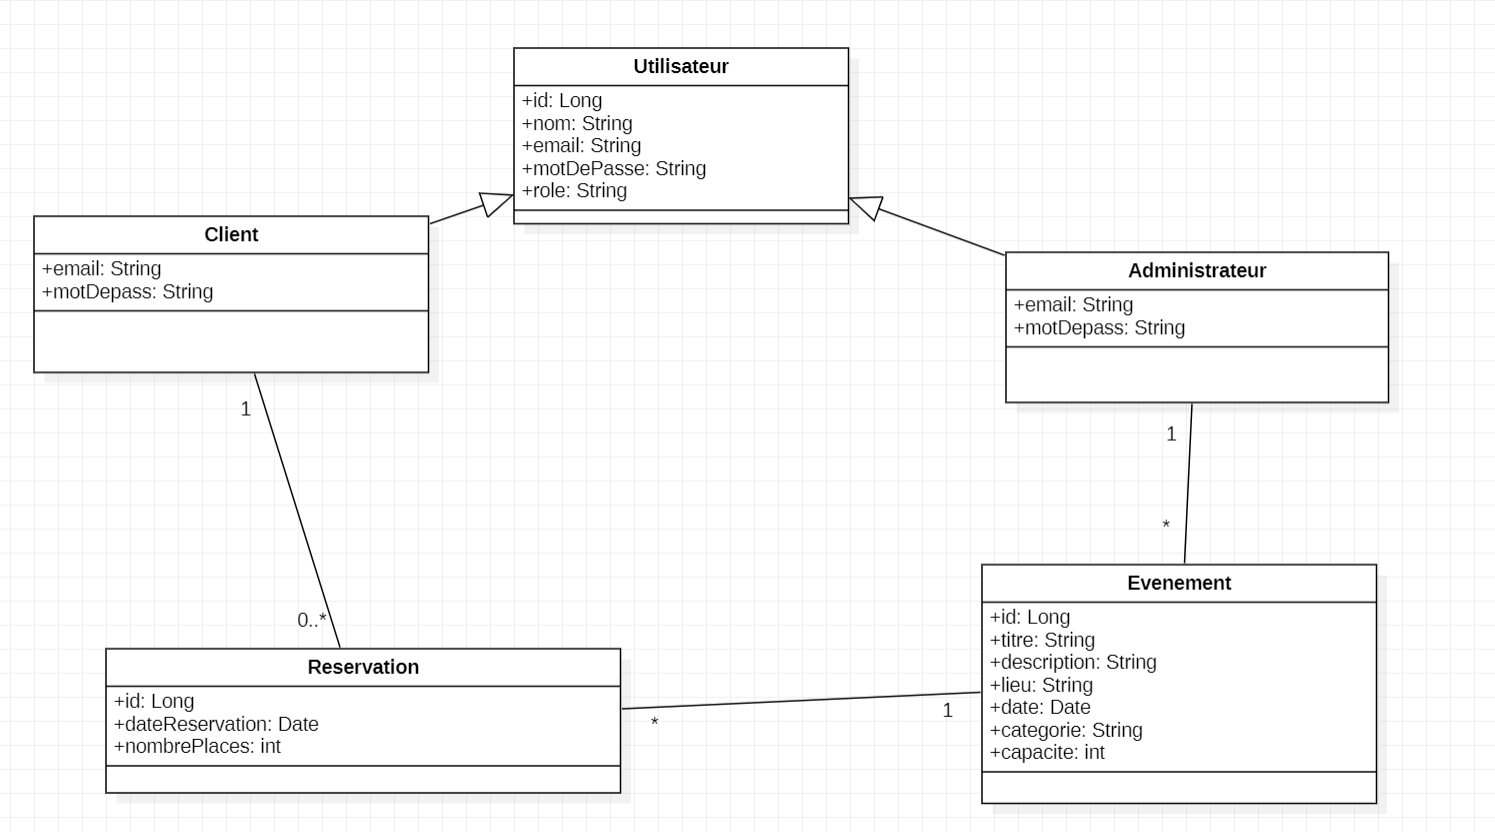 Utilisateur
+id: Long
+nom: String
+email: String
+motDePasse: String
+role: String
Client
+email: String
+motDepass: String
Administrateur
+email: String
+motDepass: String
1
0..*
1
*
Reservation
+id: Long
+dateReservation: Date
+nombrePlaces: int
*
1
Evenement
+id: Long
+titre: String
+description: String
+lieu: String
+date: Date
+categorie: String
+capacite: int